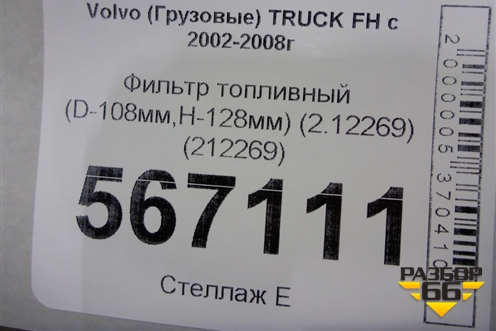 Volvo (Грузовые) TRUCK FH с
2002-2008г
Фильтр топливный
(D-108мм,H-128мм) (2.12269)
(212269)
567111
Стеллаж Е
РАЗБОР
66